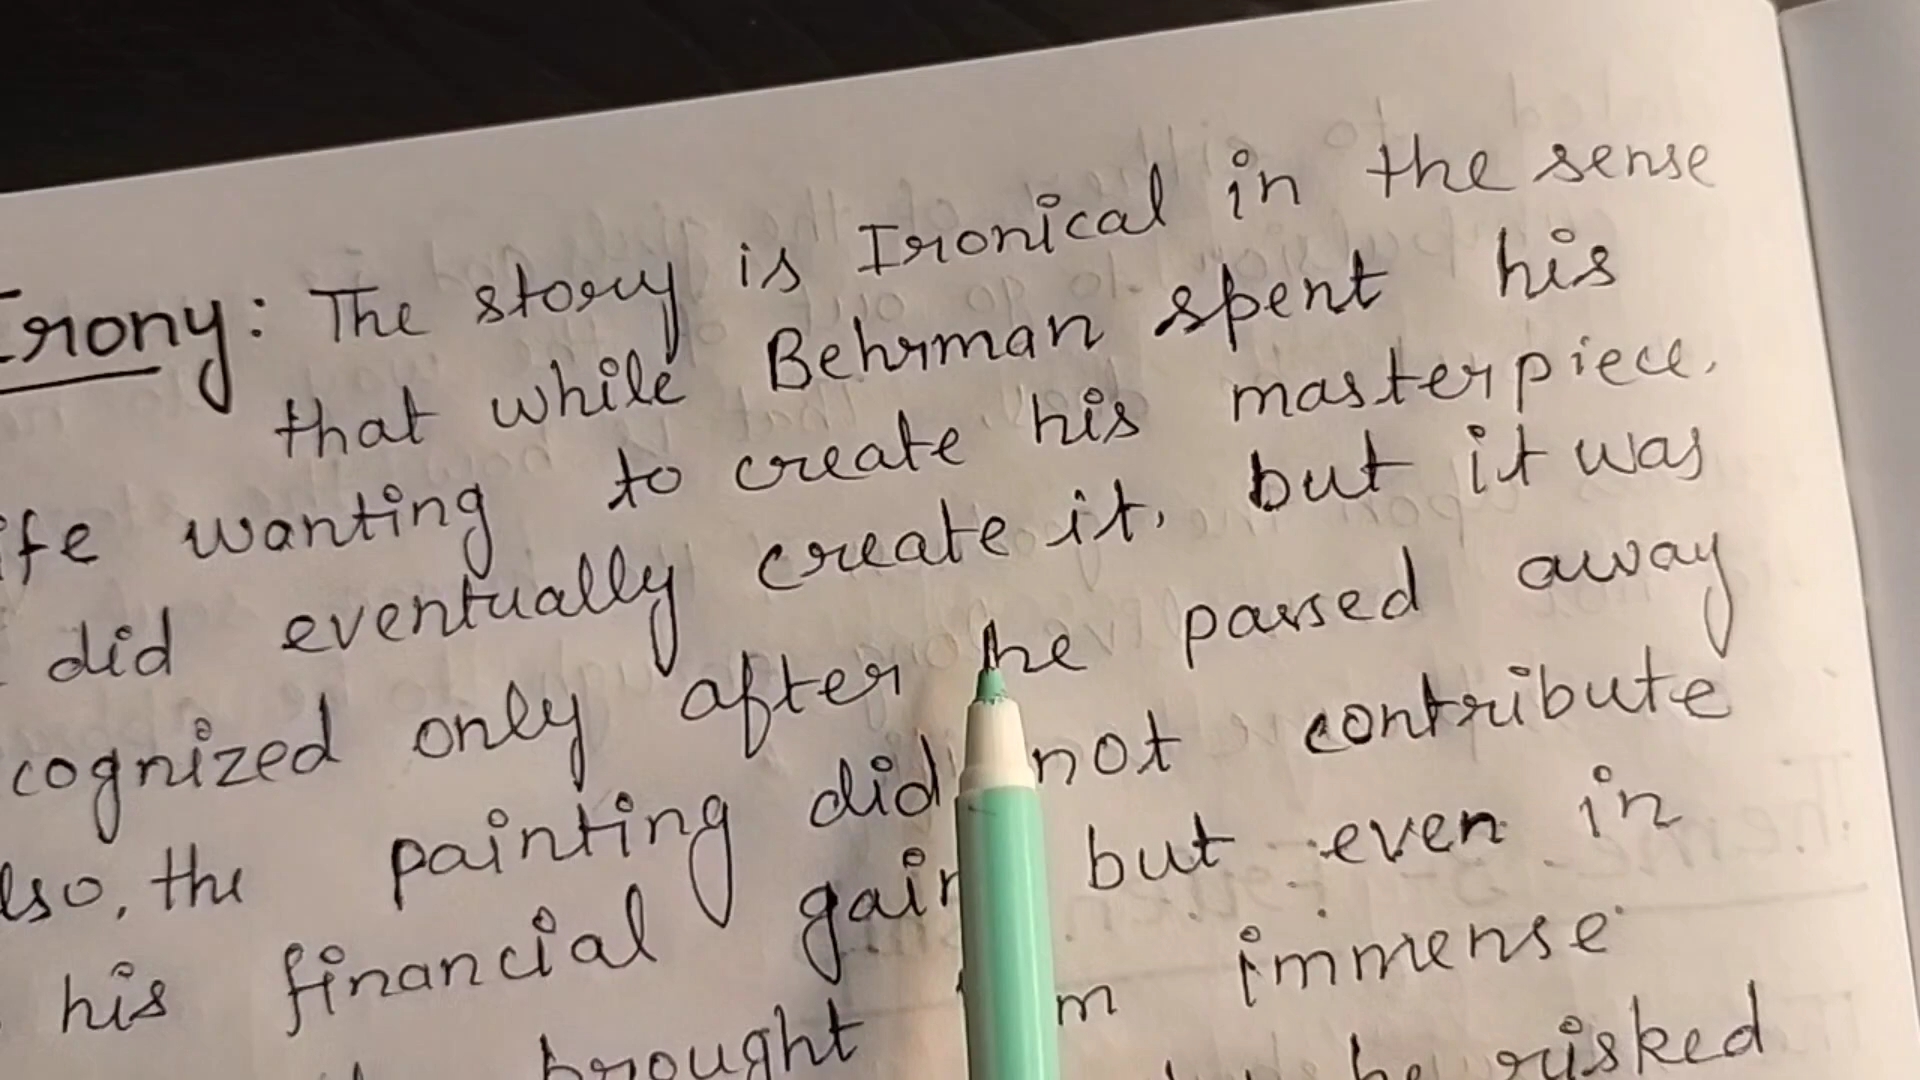 Irony: The story is Ironical in the sense
that while Behrman spent his
ife wanting to create his masterpiece.
did eventually create it, but it was
cognized only after he passed away
lso, the painting did not contribute
his financial gain but even in
brought immense
he risked